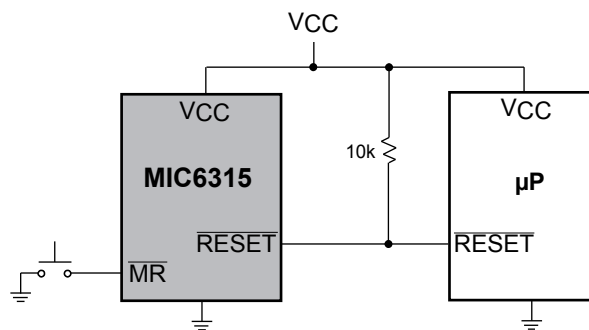 VCC
VCC
MIC6315
RESET
MR
10k
VCC
µP
RESET